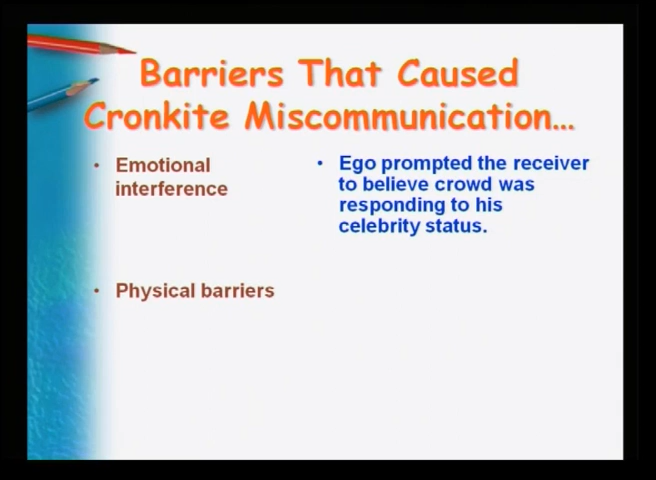 Barriers That Caused
Cronkite Miscommunication...
• Emotional
interference
• Ego prompted the receiver
to believe crowd was
responding to his
celebrity status.
• Physical barriers